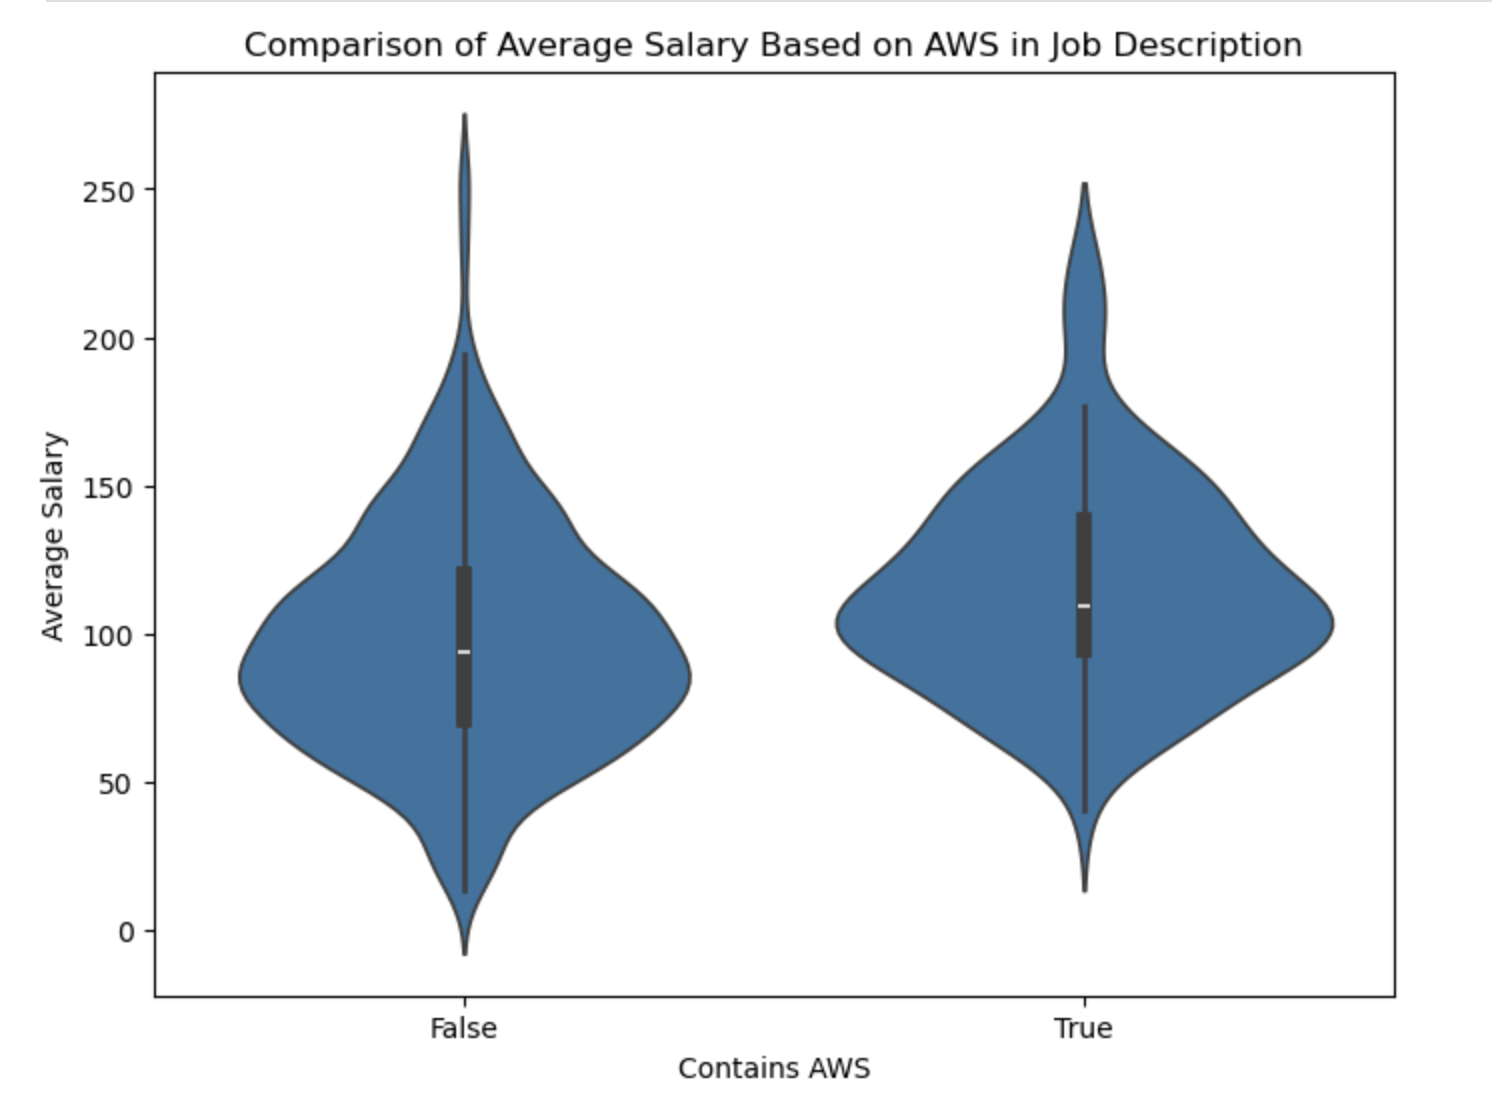 Comparison of Average Salary Based on AWS in Job Description
250
200
150
100
50
0
Average Salary
False
True
Contains AWS